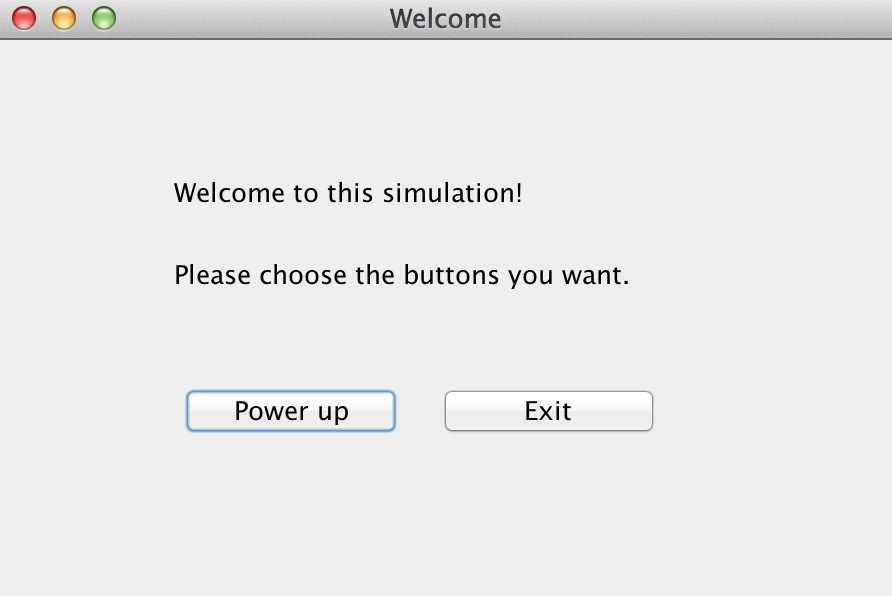 Welcome
Welcome to this simulation!
Please choose the buttons you want.
Power up
Exit